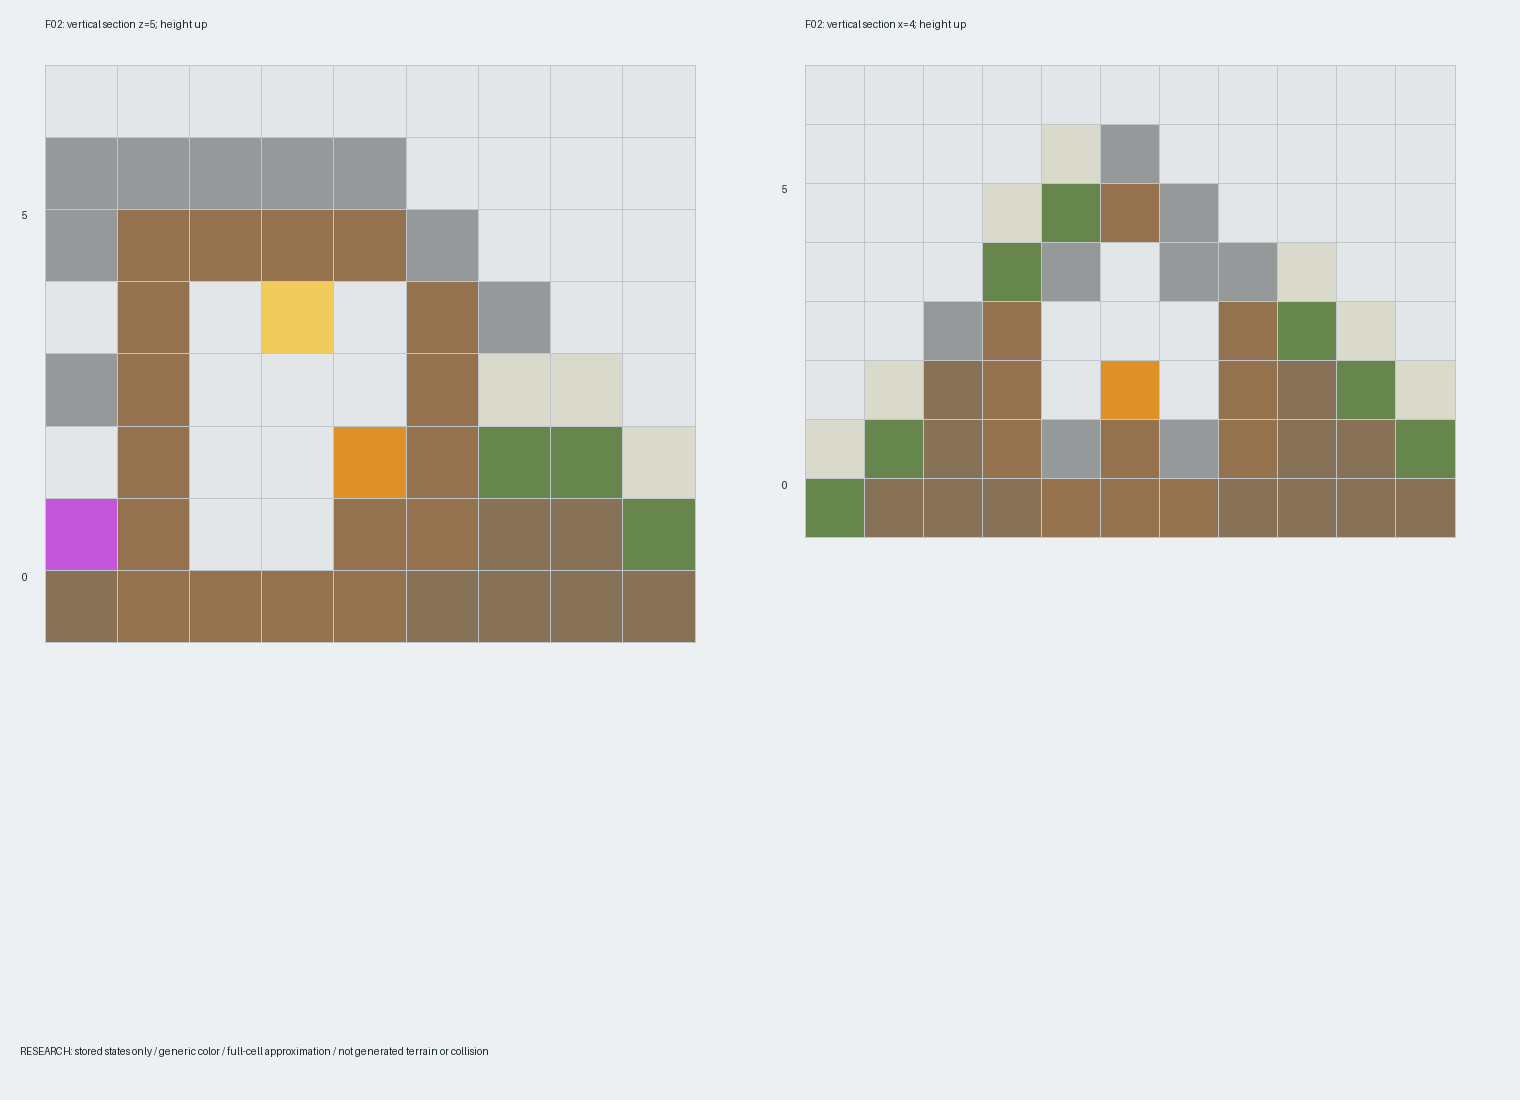 F02: vertical section z=5; height up
F02: vertical section x=4; height up
5
0
5
0
RESEARCH: stored states only / generic color / full-cell approximation / not generated terrain or collision